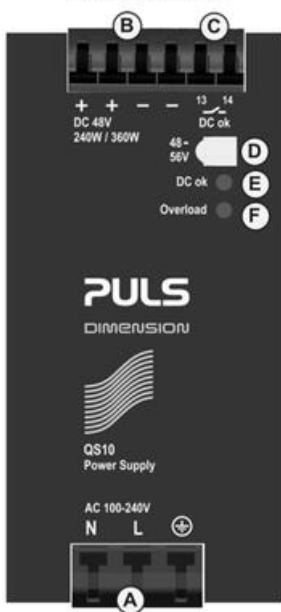 B C
+ + – – 13 14
DC 48V DC ok
240W / 360W
48-
56V D
DC ok E
Overload F
PULS
DIMENSION
QS10
Power Supply
AC 100-240V
N L
A